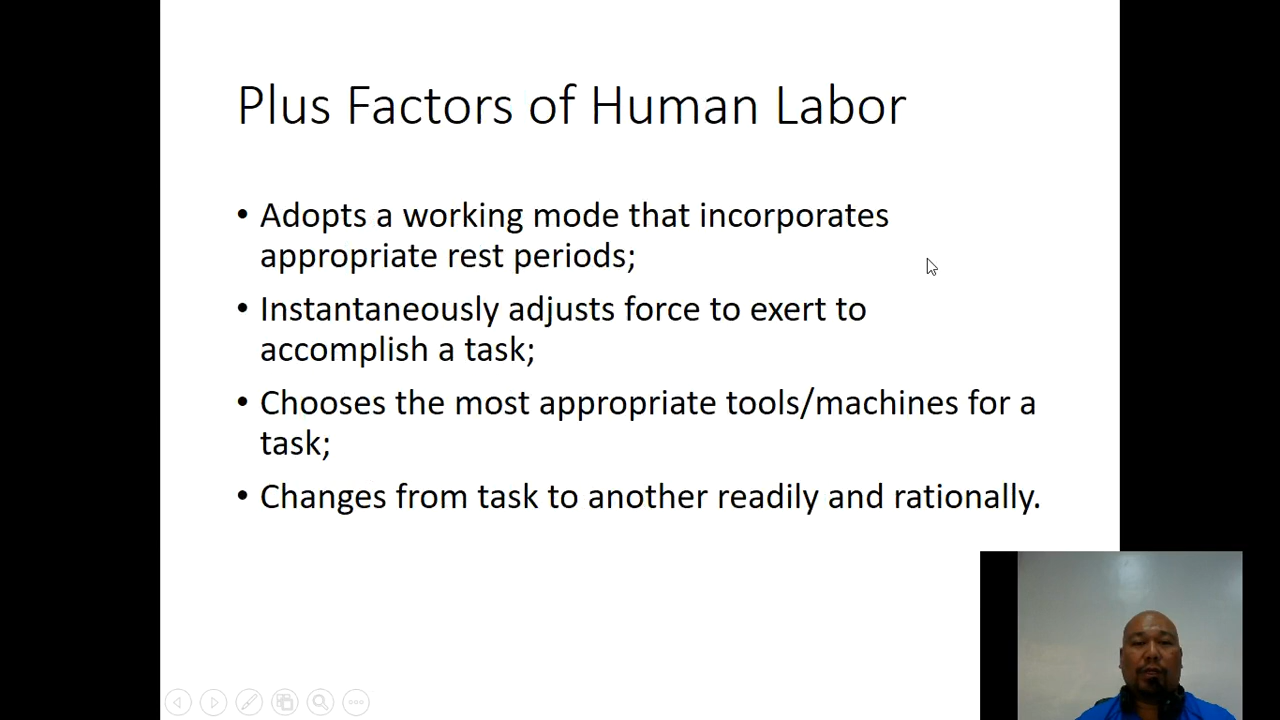 Plus Factors of Human Labor
• Adopts a working mode that incorporates
appropriate rest periods;
• Instantaneously adjusts force to exert to
accomplish a task;
• Chooses the most appropriate tools/machines for a
task;
• Changes from task to another readily and rationally.